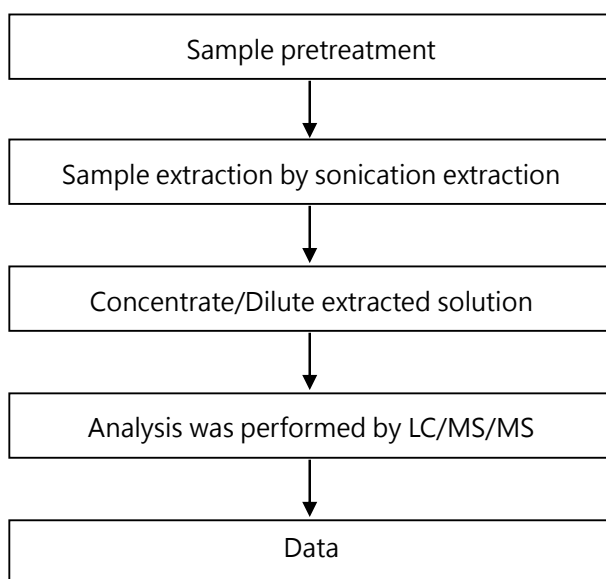 Sample pretreatment
Sample extraction by sonication extraction
Concentrate/Dilute extracted solution
Analysis was performed by LC/MS/MS
Data